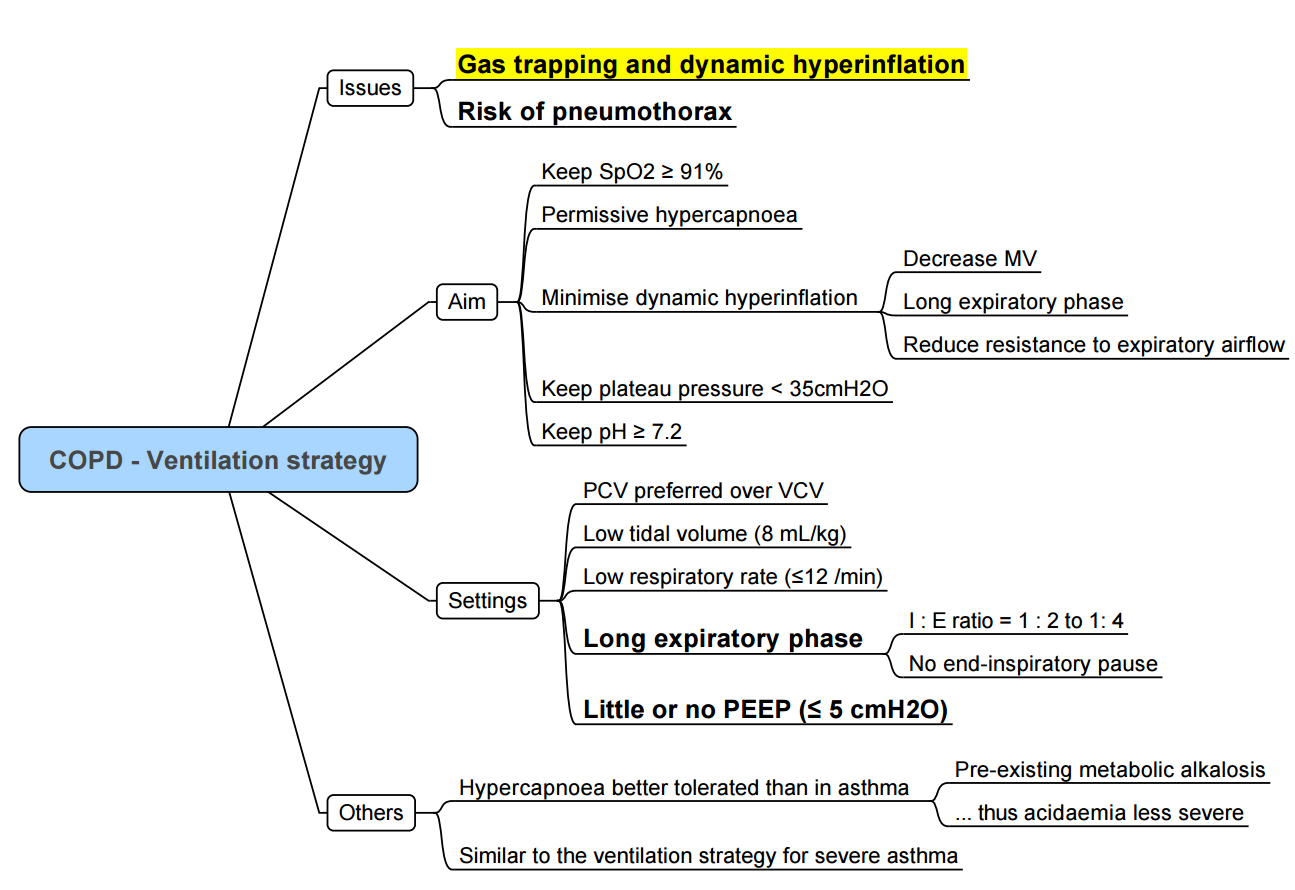 Gas trapping and dynamic hyperinflation
Issues
Risk of pneumothorax
Keep SpO2 ≥ 91%
Permissive hypercapnoea
Decrease MV
Aim
Minimise dynamic hyperinflation
Long expiratory phase
Reduce resistance to expiratory airflow
Keep plateau pressure < 35cmH2O
Keep pH ≥ 7.2
COPD - Ventilation strategy
PCV preferred over VCV
Low tidal volume (8 mL/kg)
Low respiratory rate (≤12 /min)
Settings
I : E ratio = 1 : 2 to 1: 4
Long expiratory phase
No end-inspiratory pause
Little or no PEEP (≤ 5 cmH2O)
Pre-existing metabolic alkalosis
Hypercapnoea better tolerated than in asthma
... thus acidaemia less severe
Others
Similar to the ventilation strategy for severe asthma